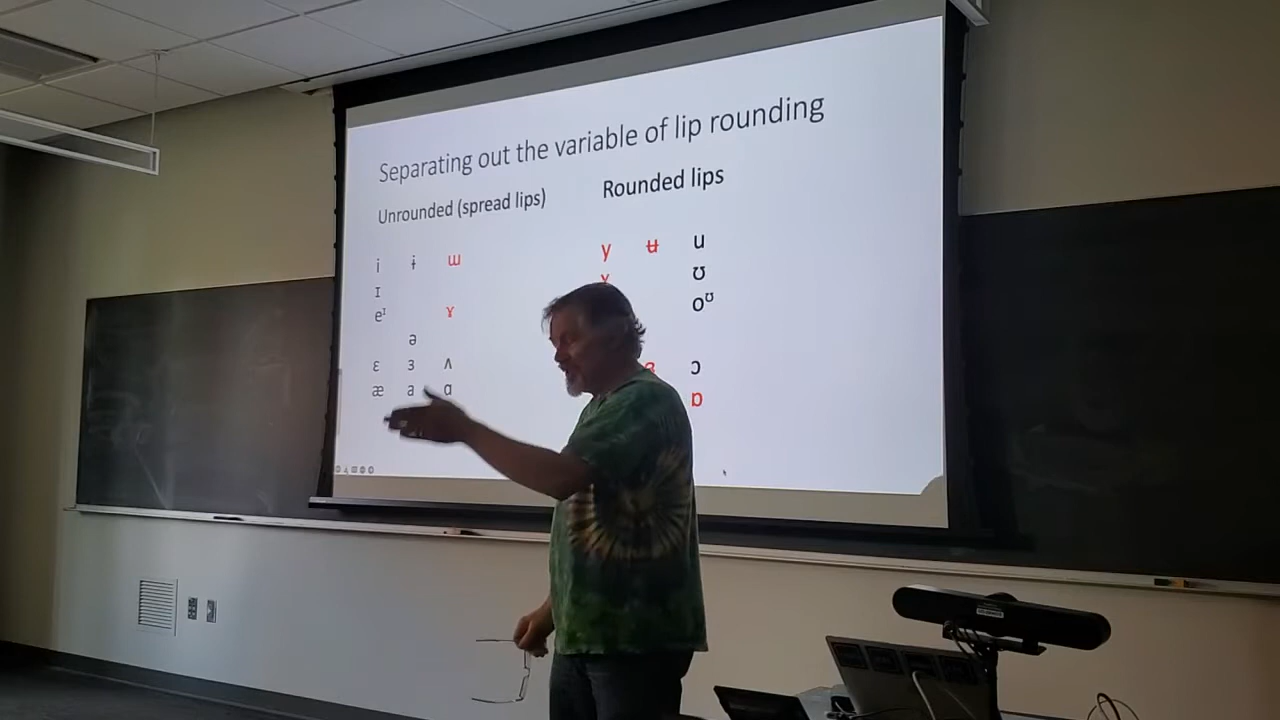 Separating out the variable of lip rounding
Unrounded (spread lips)
Rounded lips
i ɨ ɯ
ɪ
eᶦ ɤ
ə
ɛ ɜ ʌ
æ a ɑ
y ʉ u
ʏ ʊ
oᶷ
ɔ
ɒ